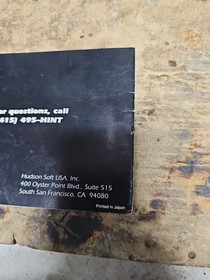 or questions, call
415) 495-HINT
Hudson Soft USA, Inc.
400 Oyster Point Blvd., Suite 515
South San Francisco, CA 94080
Printed in Japan